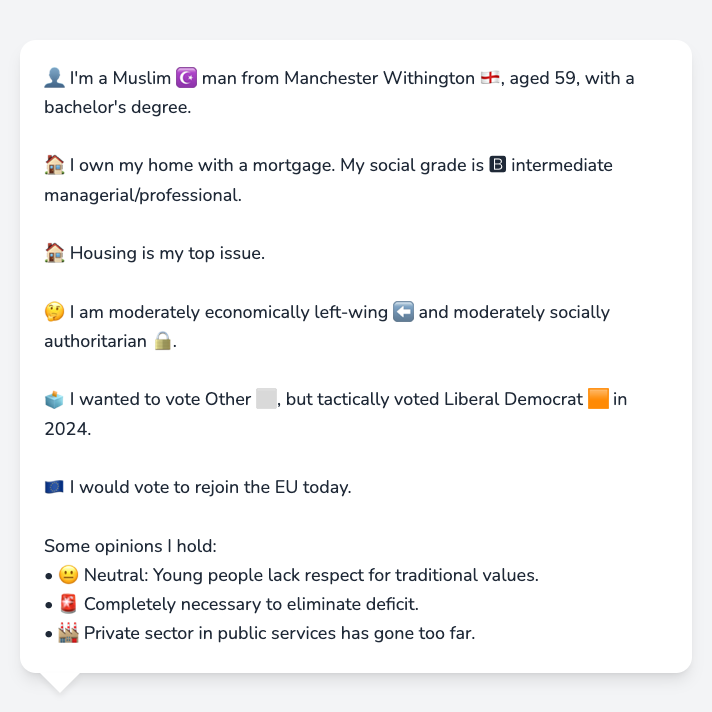 👤 I'm a Muslim ☪️ man from Manchester Withington 🏴󠁧󠁢󠁥󠁮󠁧󠁿, aged 59, with a
bachelor's degree.
🏠 I own my home with a mortgage. My social grade is 🅱 intermediate
managerial/professional.
🏠 Housing is my top issue.
🤔 I am moderately economically left-wing ⬅️ and moderately socially
authoritarian 🔒.
🗳️ I wanted to vote Other ⬜, but tactically voted Liberal Democrat 🟧 in
2024.
🇪🇺 I would vote to rejoin the EU today.
Some opinions I hold:
• 😐 Neutral: Young people lack respect for traditional values.
• 🚨 Completely necessary to eliminate deficit.
• 🏭 Private sector in public services has gone too far.